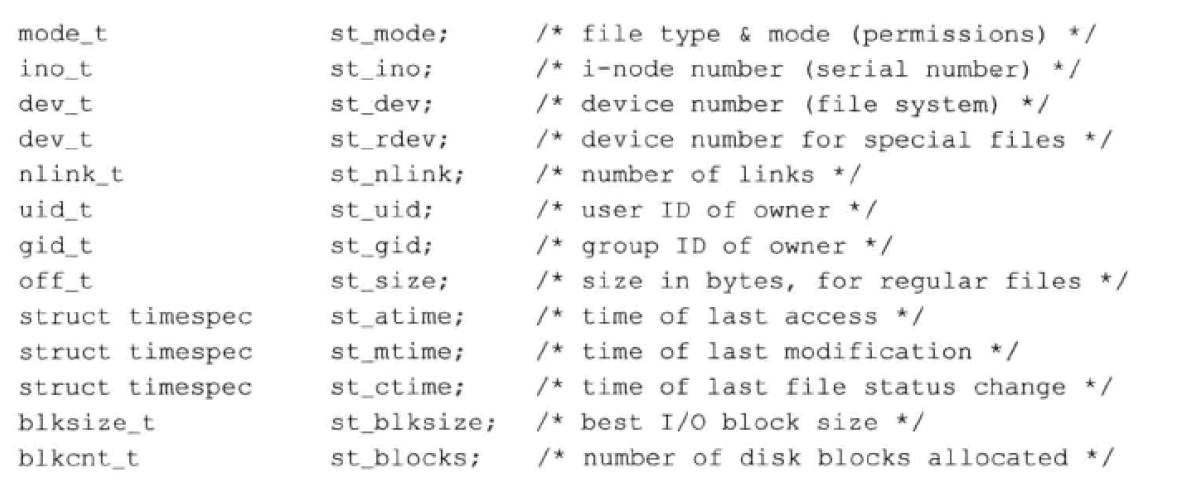 mode_t st_mode; /* file type & mode (permissions) */
ino_t st_ino; /* i-node number (serial number) */
dev_t st_dev; /* device number (file system) */
dev_t st_rdev; /* device number for special files */
nlink_t st_nlink; /* number of links */
uid_t st_uid; /* user ID of owner */
gid_t st_gid; /* group ID of owner */
off_t st_size; /* size in bytes, for regular files */
struct timespec st_atime; /* time of last access */
struct timespec st_mtime; /* time of last modification */
struct timespec st_ctime; /* time of last file status change */
blksize_t st_blksize; /* best I/O block size */
blkcnt_t st_blocks; /* number of disk blocks allocated */